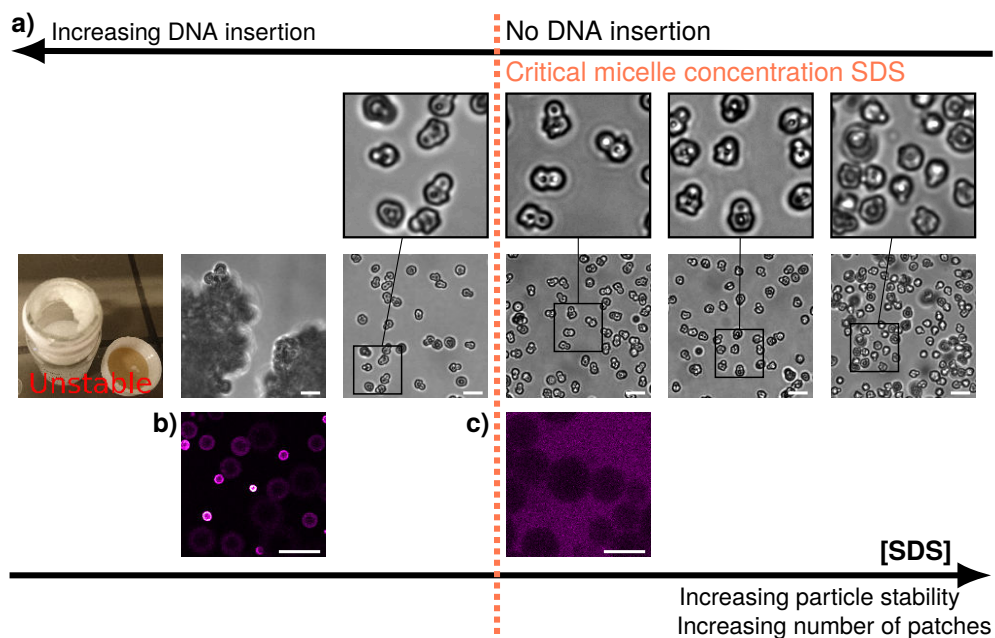 a)
Increasing DNA insertion
No DNA insertion
Critical micelle concentration SDS
Unstable
b)
c)
[SDS]
Increasing particle stability
Increasing number of patches